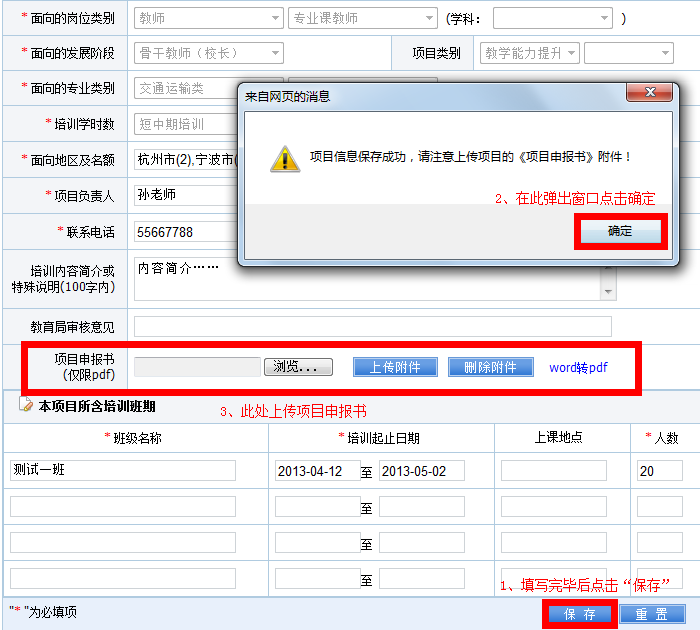 *面向的岗位类别 教师 专业课教师 (学科： )
*面向的发展阶段 骨干教师（校长） 项目类别 教学能力提升
*面向的专业类别 交通运输类
来自网页的消息
*培训学时数 短中期培训
项目信息保存成功，请注意上传项目的《项目申报书》附件！
*面向地区及名额 杭州市(2),宁波市(
*项目负责人 孙老师
2、在此弹出窗口点击确定
*联系电话 55667788
确定
培训内容简介或
特殊说明(100字内)
内容简介……
教育局审核意见
项目申报书
(仅限pdf)
浏览... 上传附件 删除附件 word转pdf
本项目所含培训班期
3、此处上传项目申报书
*班级名称 *培训起止日期 上课地点 *人数
测试一班 2013-04-12 至 2013-05-02 20
至
至
至
1、填写完毕后点击“保存”
"*"为必填项 保 存 重 置